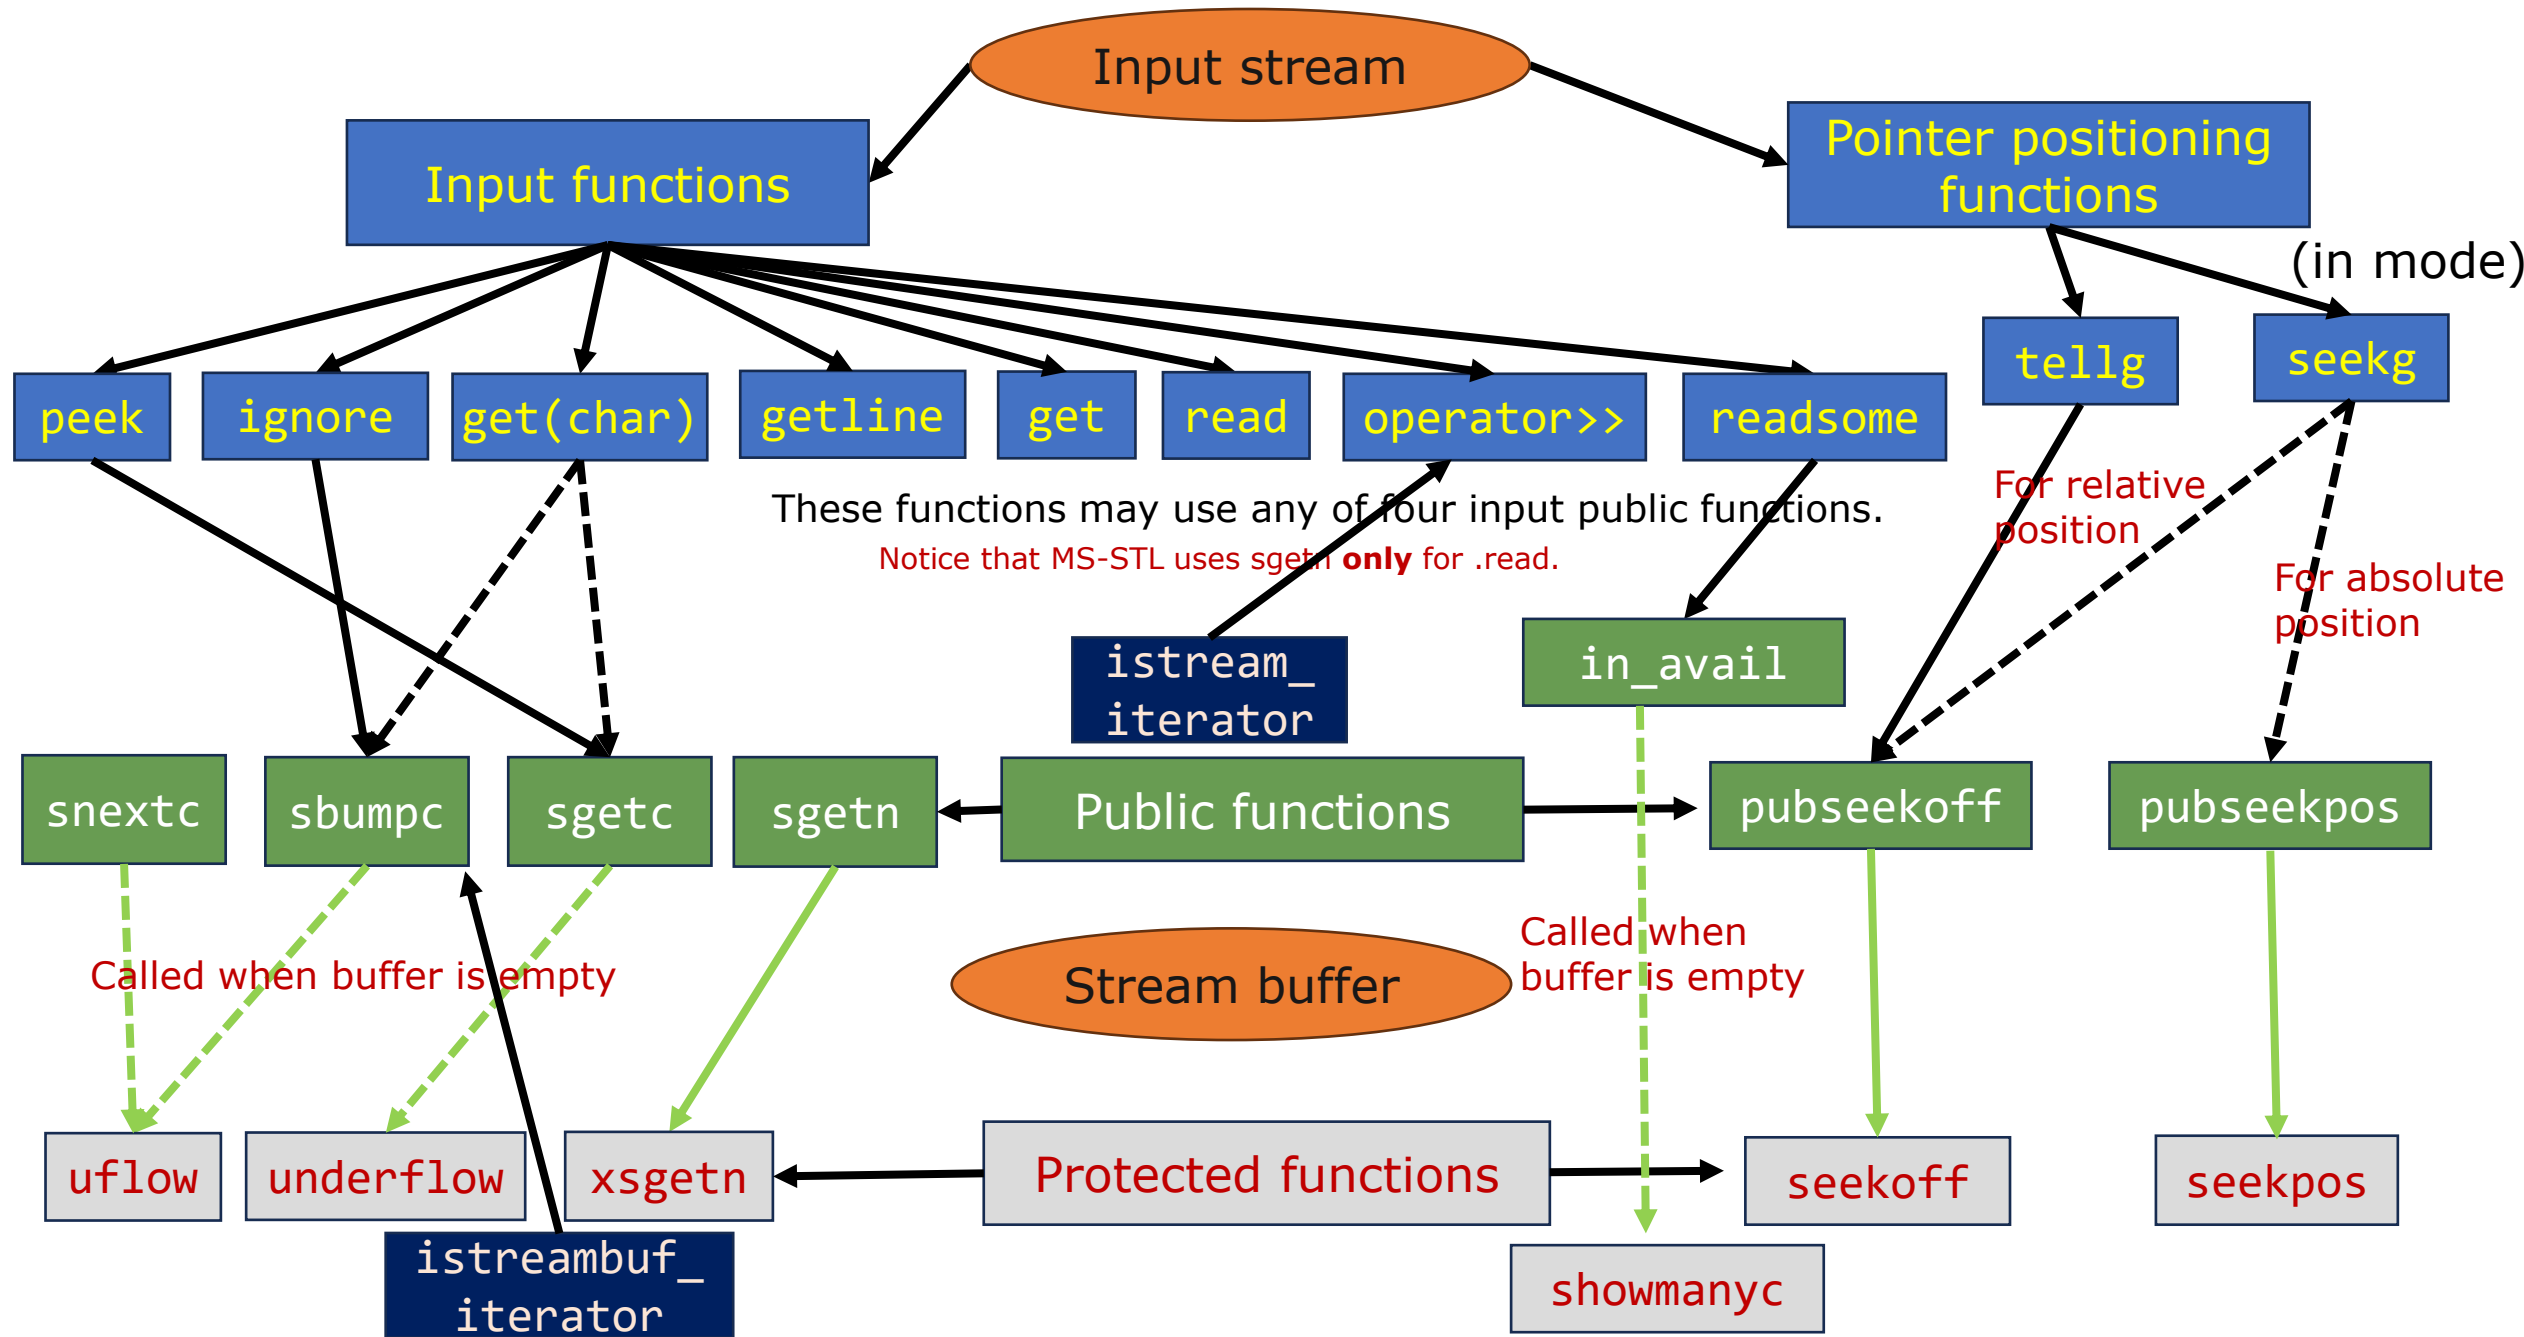 Input stream
Input functions
Pointer positioning
functions
(in mode)
peek
ignore
get(char)
getline
get
read
operator>>
readsome
tellg
seekg
These functions may use any of four input public functions.
Notice that MS-STL uses sgetn only for .read.
For relative
position
For absolute
position
istream_
iterator
in_avail
snextc
sbumpc
sgetc
sgetn
Public functions
pubseekoff
pubseekpos
Called when buffer is empty
Stream buffer
Called when
buffer is empty
uflow
underflow
xsgetn
Protected functions
seekoff
seekpos
istreambuf_
iterator
showmanyc